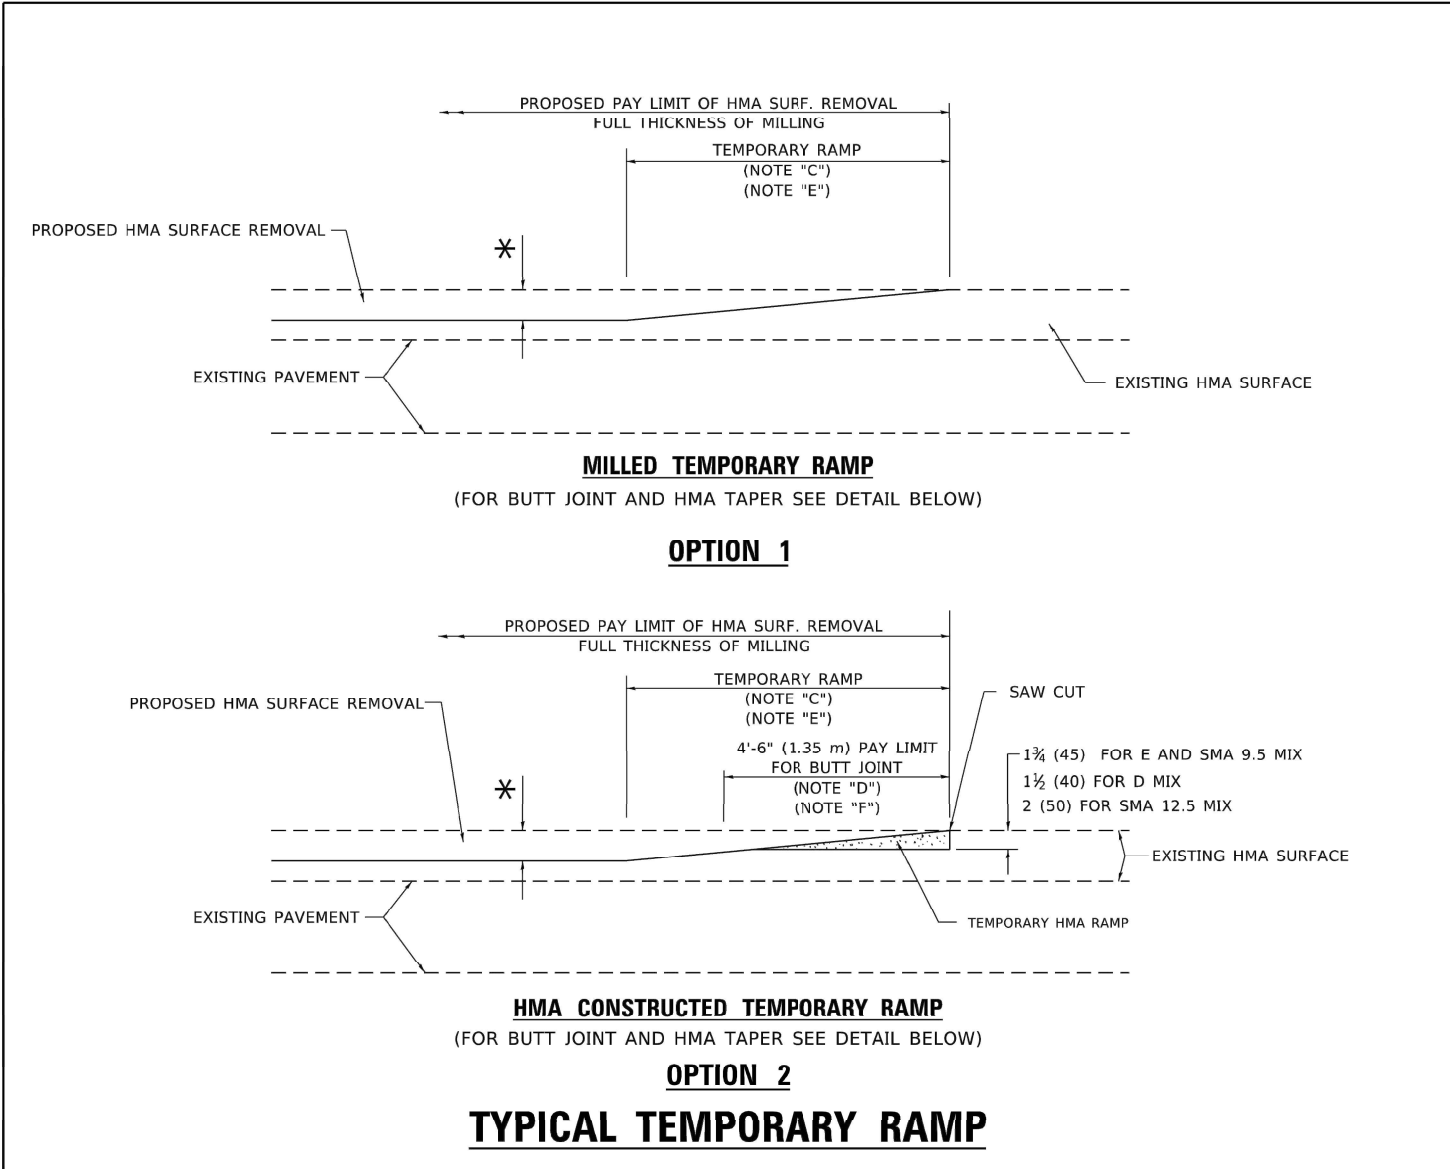 PROPOSED PAY LIMIT OF HMA SURF. REMOVAL
FULL THICKNESS OF MILLING
TEMPORARY RAMP
(NOTE "C")
(NOTE "E")
PROPOSED HMA SURFACE REMOVAL
*
EXISTING PAVEMENT
EXISTING HMA SURFACE
MILLED TEMPORARY RAMP
(FOR BUTT JOINT AND HMA TAPER SEE DETAIL BELOW)
OPTION 1
PROPOSED PAY LIMIT OF HMA SURF. REMOVAL
FULL THICKNESS OF MILLING
TEMPORARY RAMP
(NOTE "C")
(NOTE "E")
SAW CUT
PROPOSED HMA SURFACE REMOVAL
4'-6" (1.35 m) PAY LIMIT
FOR BUTT JOINT
(NOTE "D")
(NOTE "F")
1¾ (45) FOR E AND SMA 9.5 MIX
1½ (40) FOR D MIX
2 (50) FOR SMA 12.5 MIX
*
EXISTING HMA SURFACE
EXISTING PAVEMENT
TEMPORARY HMA RAMP
HMA CONSTRUCTED TEMPORARY RAMP
(FOR BUTT JOINT AND HMA TAPER SEE DETAIL BELOW)
OPTION 2
TYPICAL TEMPORARY RAMP